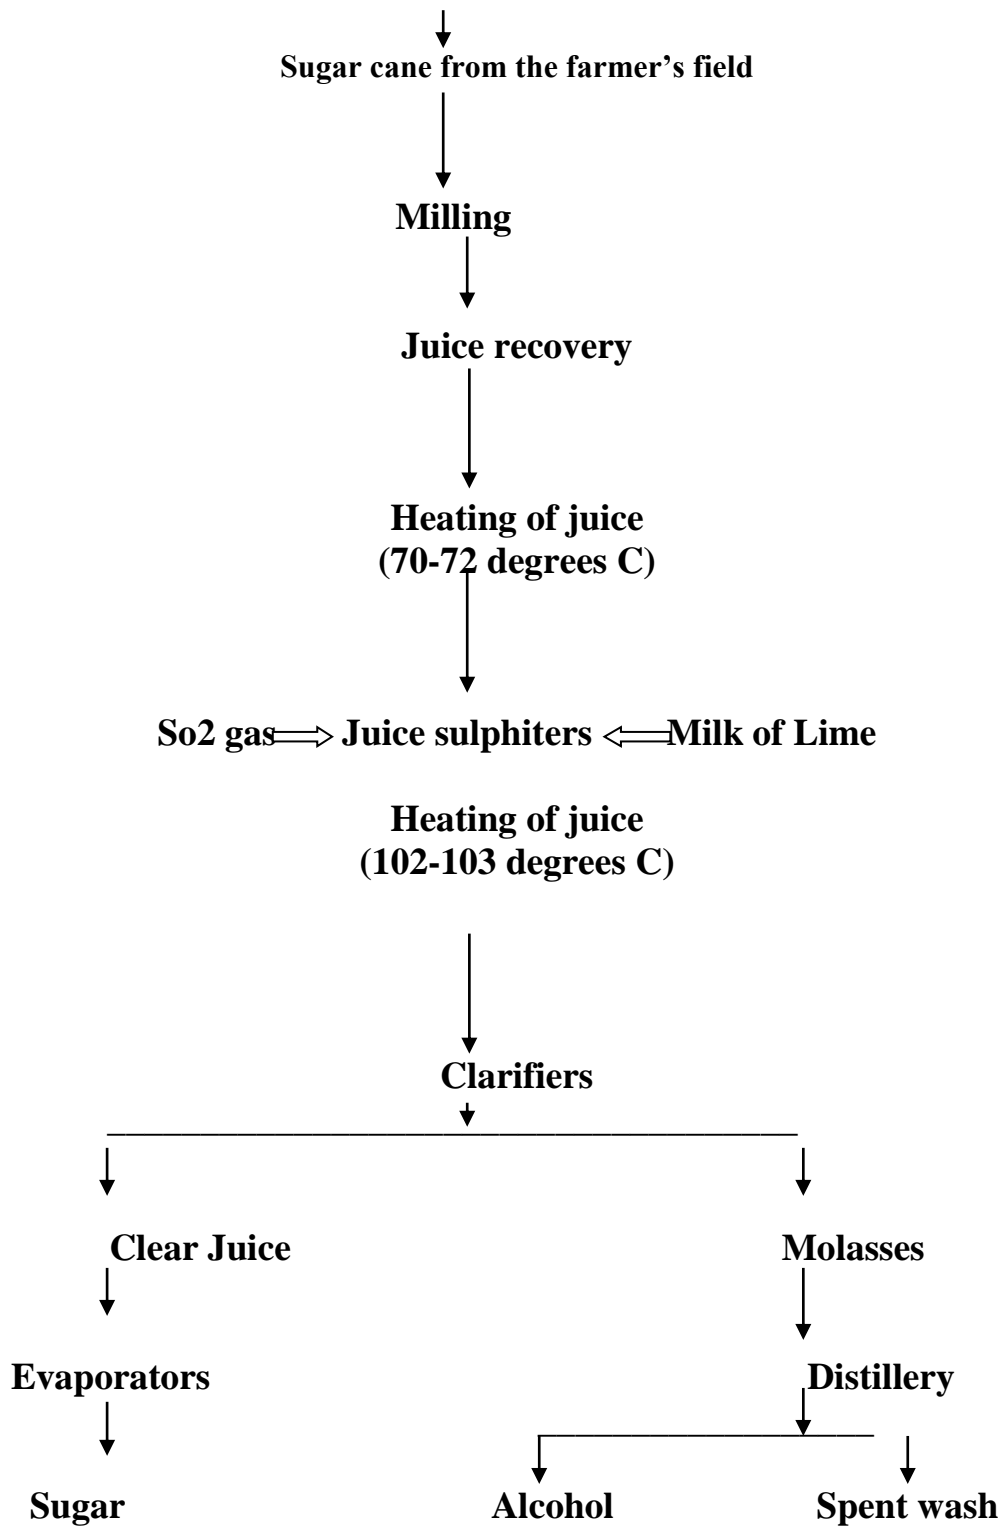 Sugar cane from the farmer’s field
Milling
Juice recovery
Heating of juice
(70-72 degrees C)
So2 gas Juice sulphiters Milk of Lime
Heating of juice
(102-103 degrees C)
Clarifiers
Clear Juice Molasses
Evaporators Distillery
Sugar Alcohol Spent wash